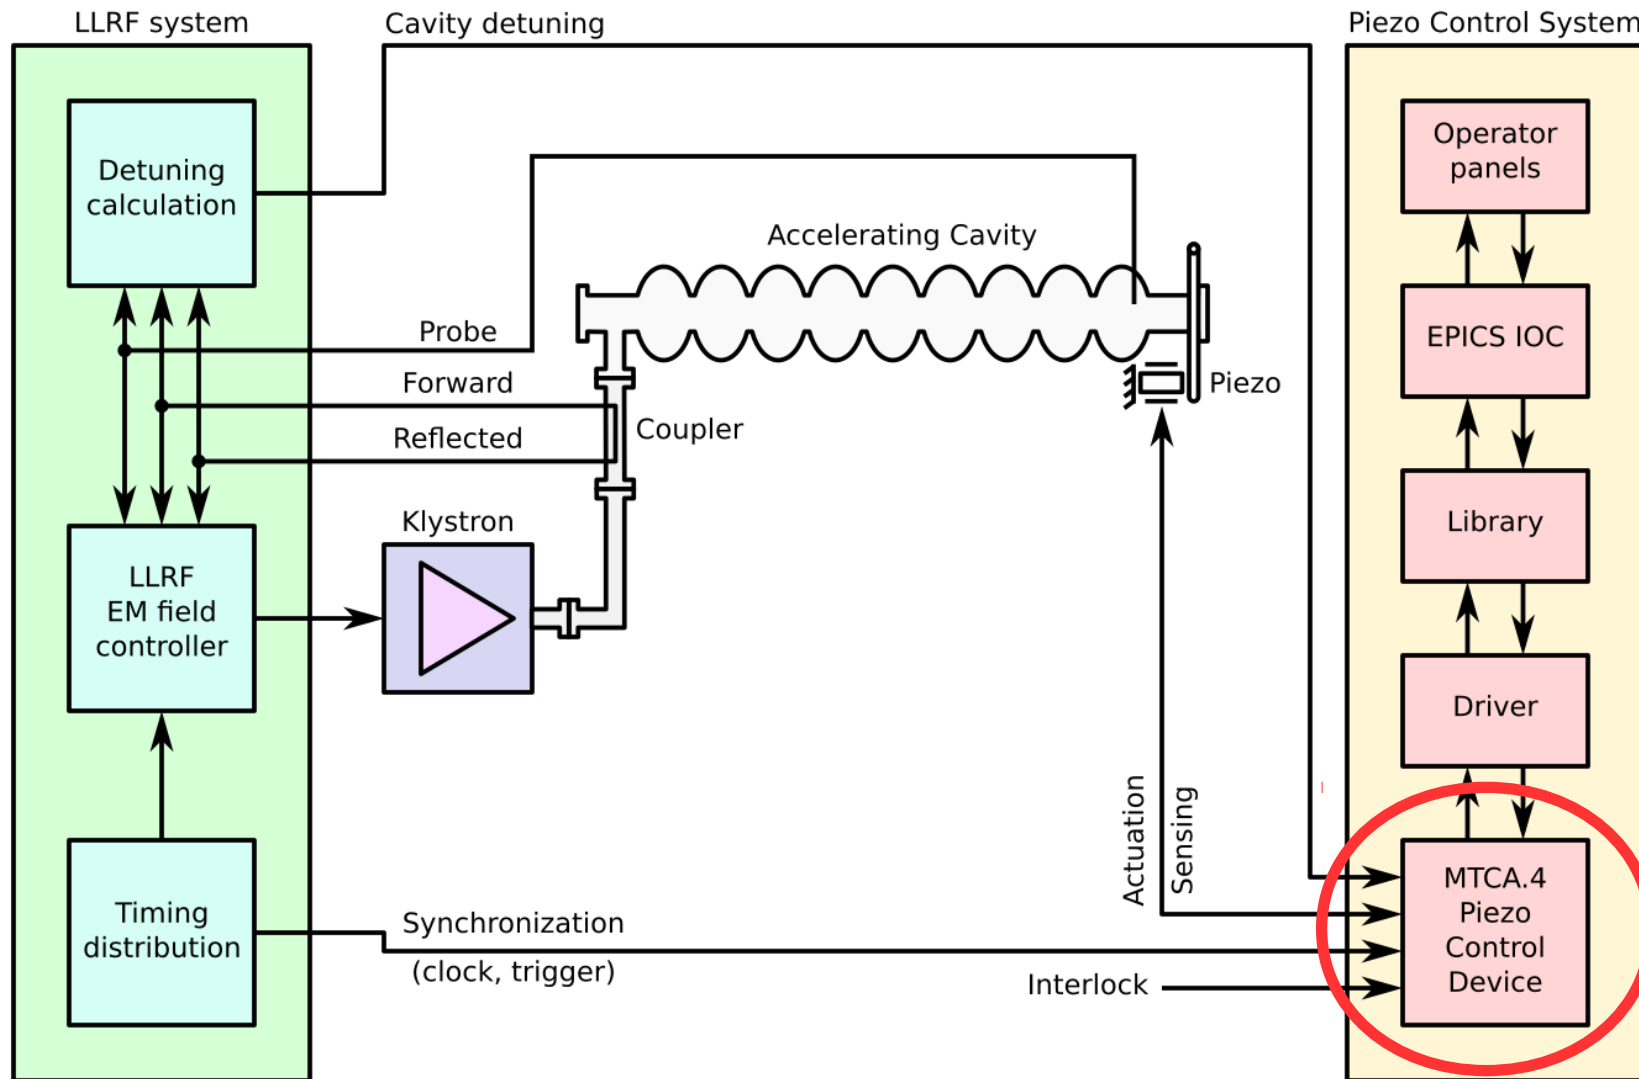 LLRF system
Cavity detuning
Piezo Control System
Detuning
calculation
Operator
panels
Accelerating Cavity
EPICS IOC
Probe
Forward
Piezo
Reflected
Coupler
Klystron
Library
LLRF
EM field
controller
Driver
Actuation
Sensing
MTCA.4
Piezo
Control
Device
Timing
distribution
Synchronization
(clock, trigger)
Interlock